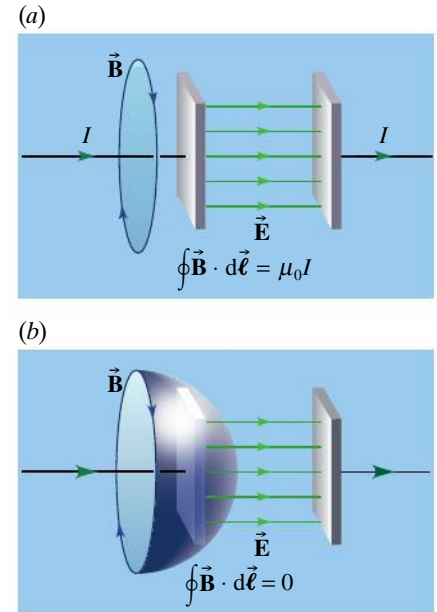 (a)
B⃗
I
I
E⃗
∮B⃗ · dℓ⃗ = μ₀I
(b)
B⃗
E⃗
∮B⃗ · dℓ⃗ = 0